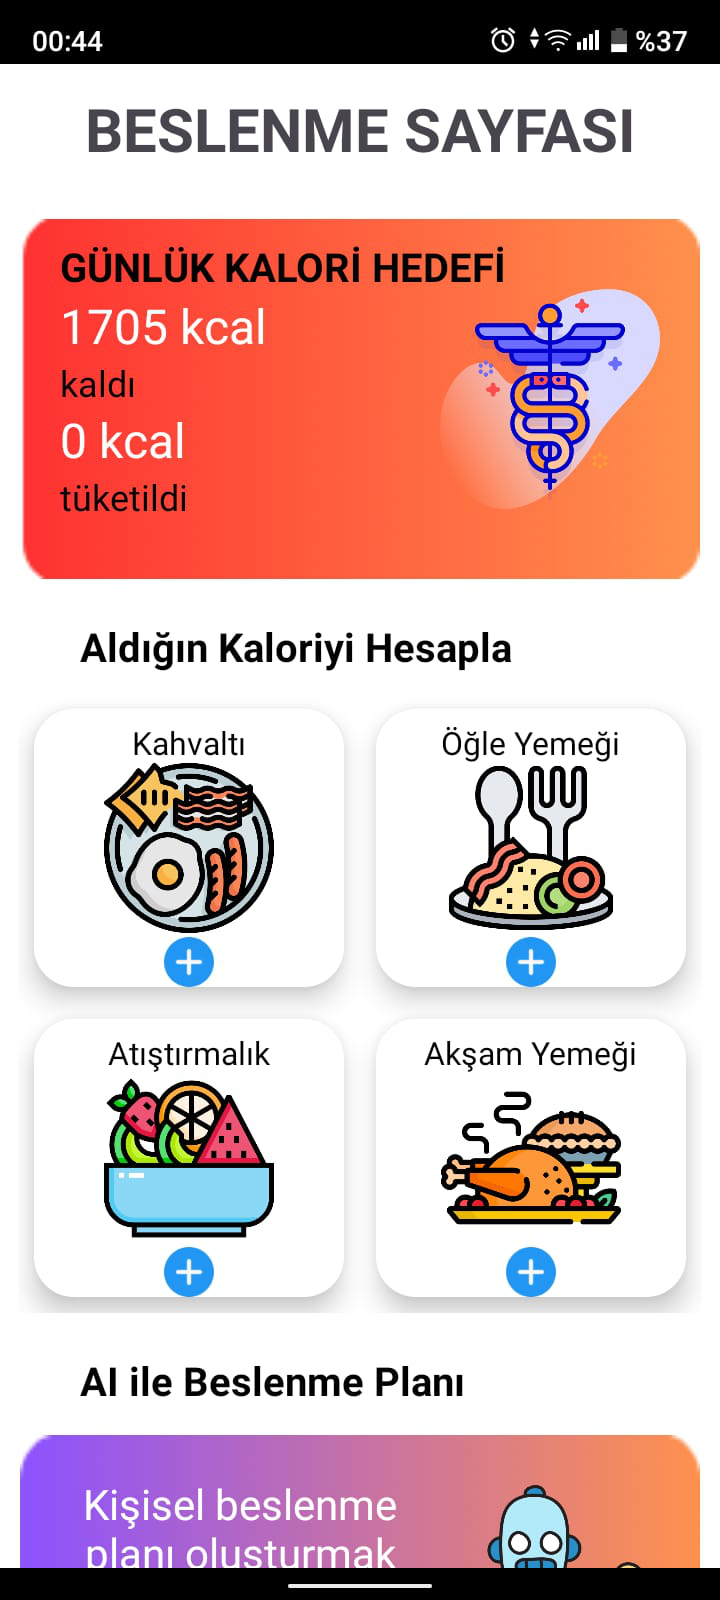 00:44
%37
BESLENME SAYFASI
GÜNLÜK KALORİ HEDEFİ
1705 kcal
kaldı
0 kcal
tüketildi
Aldığın Kaloriyi Hesapla
Kahvaltı
Öğle Yemeği
Atıştırmalık
Akşam Yemeği
AI ile Beslenme Planı
Kişisel beslenme
planı oluşturmak